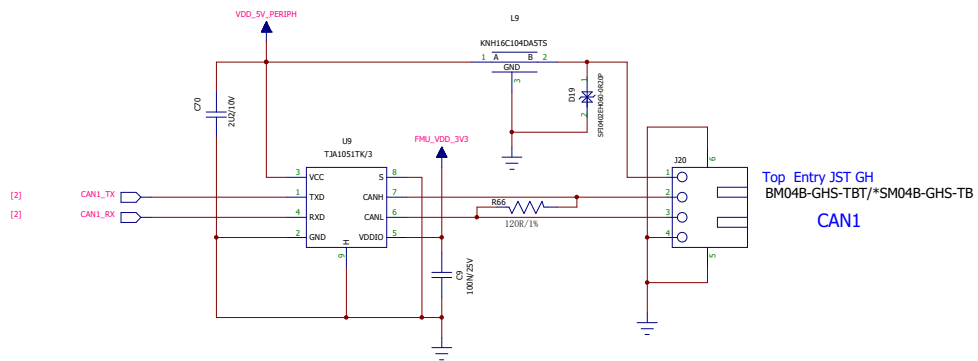 VDD_5V_PERIPH
L9
KNH16C104DA5TS
1 A B 2
GND
3
C70
2U2/10V
D19
SFI0402EH060-0R20P
1
2
U9
TJA1051TK/3
FMU_VDD_3V3
3 VCC S 8
[2] CAN1_TX 1 TXD CANH 7
[2] CAN1_RX 4 RXD CANL 6
2 GND VDDIO 5
H
9
R66
120R/1%
C9
100N/25V
J20
6
1
2
3
4
5
Top Entry JST GH
BM04B-GHS-TBT/*SM04B-GHS-TB
CAN1